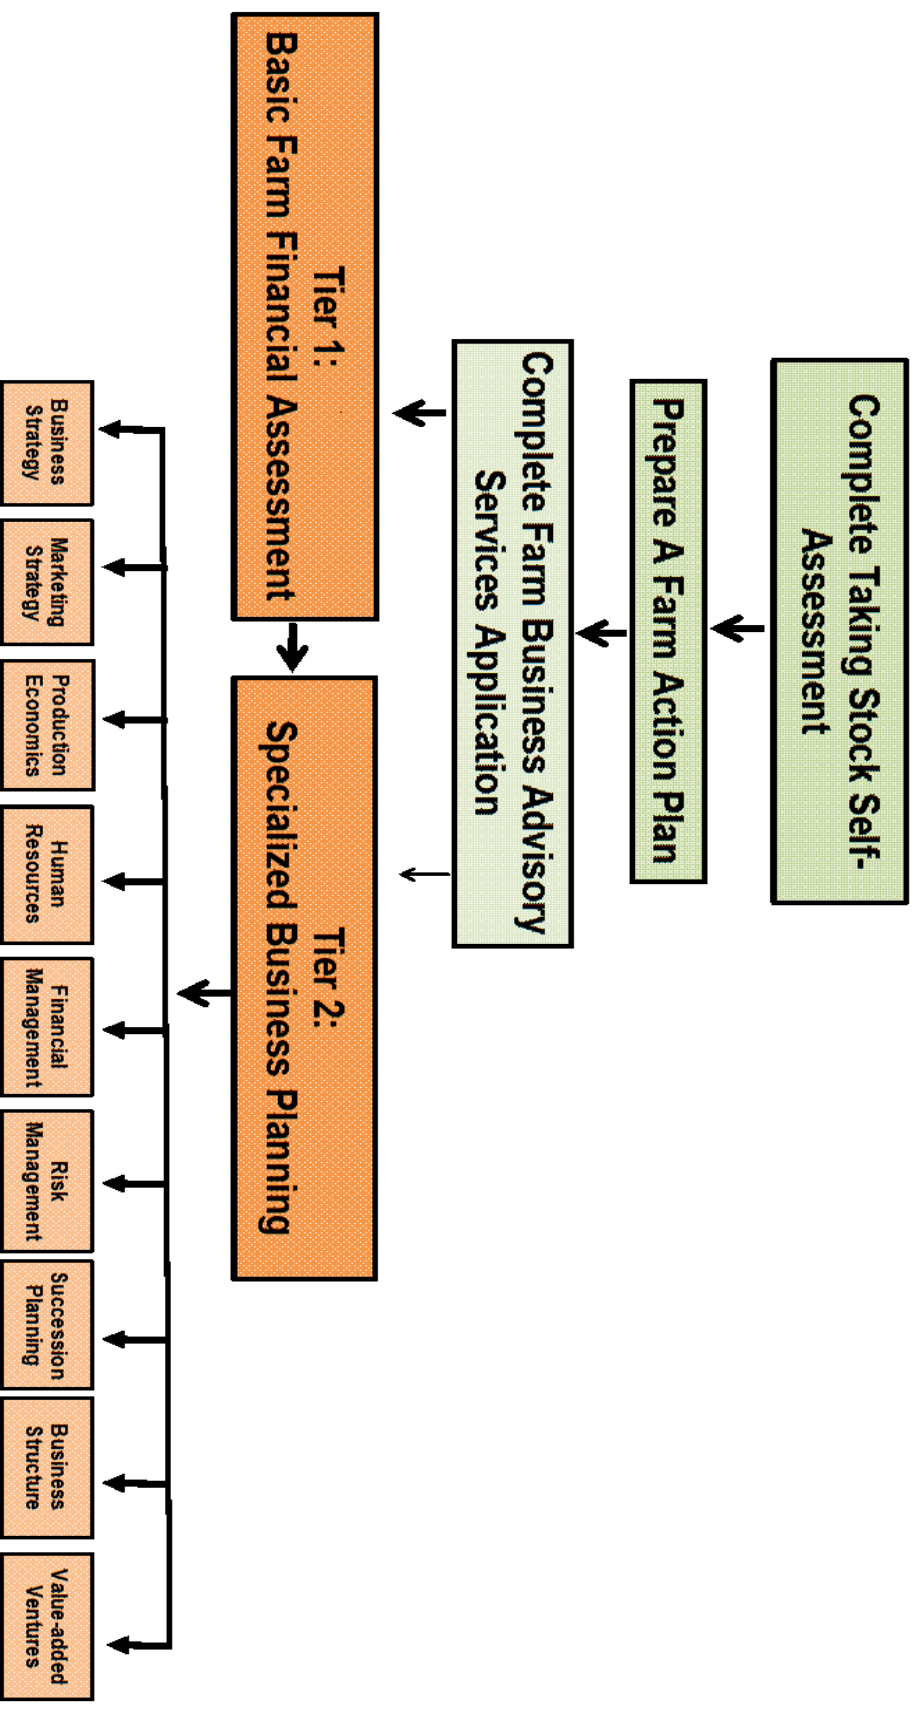 Complete Taking Stock Self-
Assessment
Prepare A Farm Action Plan
Complete Farm Business Advisory
Services Application
Tier 1:
Basic Farm Financial Assessment
Tier 2:
Specialized Business Planning
Business
Strategy
Marketing
Strategy
Production
Economics
Human
Resources
Financial
Management
Risk
Management
Succession
Planning
Business
Structure
Value-added
Ventures